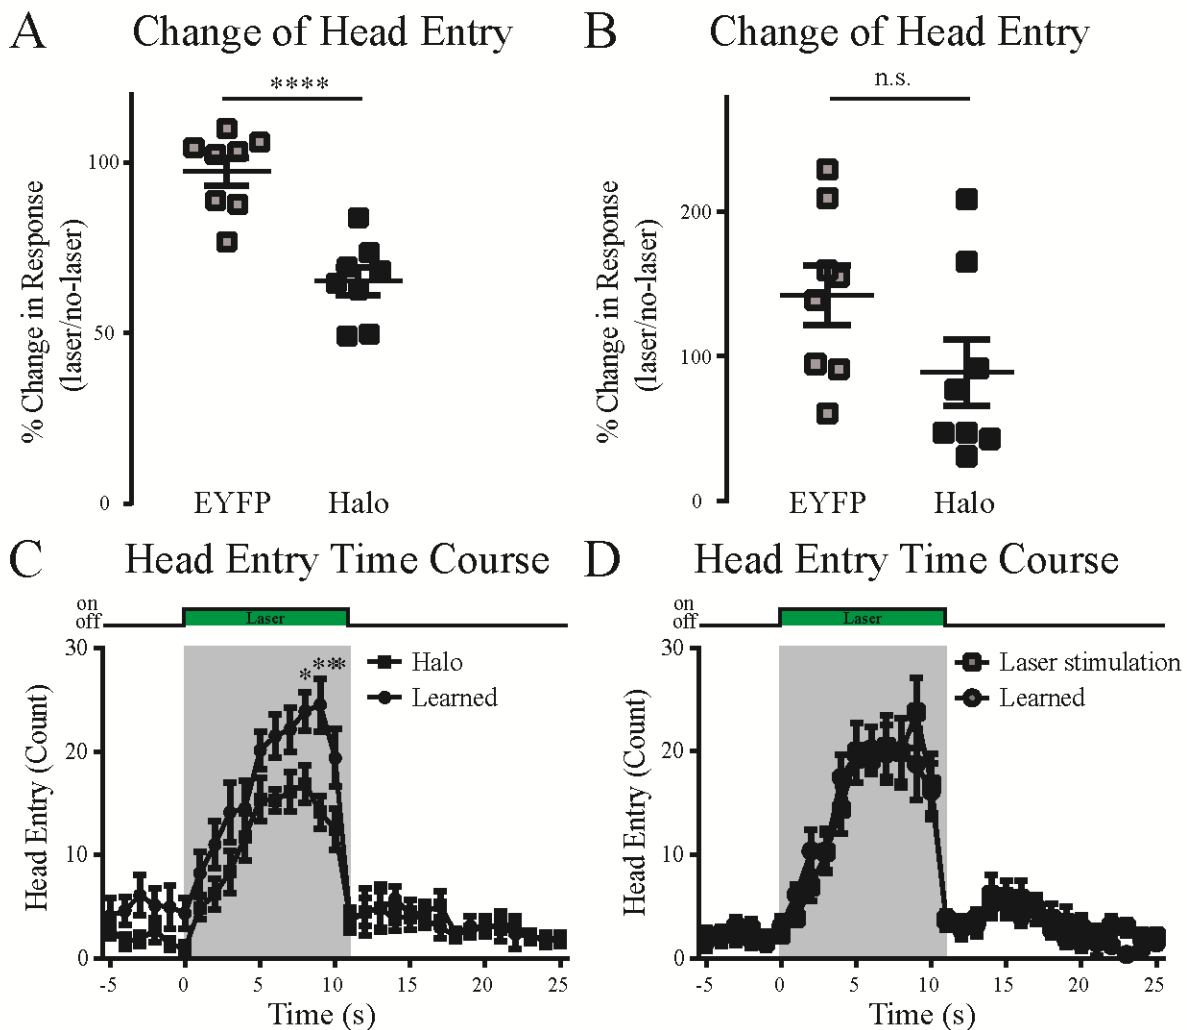 A
Change of Head Entry
****
% Change in Response
(laser/no-laser)
100
50
0
EYFP
Halo
B
Change of Head Entry
n.s.
% Change in Response
(laser/no-laser)
200
100
0
EYFP
Halo
C
Head Entry Time Course
on
off
Laser
Head Entry (Count)
30
20
10
0
* ***
Halo
Learned
-5 0 5 10 15 20 25
Time (s)
D
Head Entry Time Course
on
off
Laser
Head Entry (Count)
30
20
10
0
Laser stimulation
Learned
-5 0 5 10 15 20 25
Time (s)